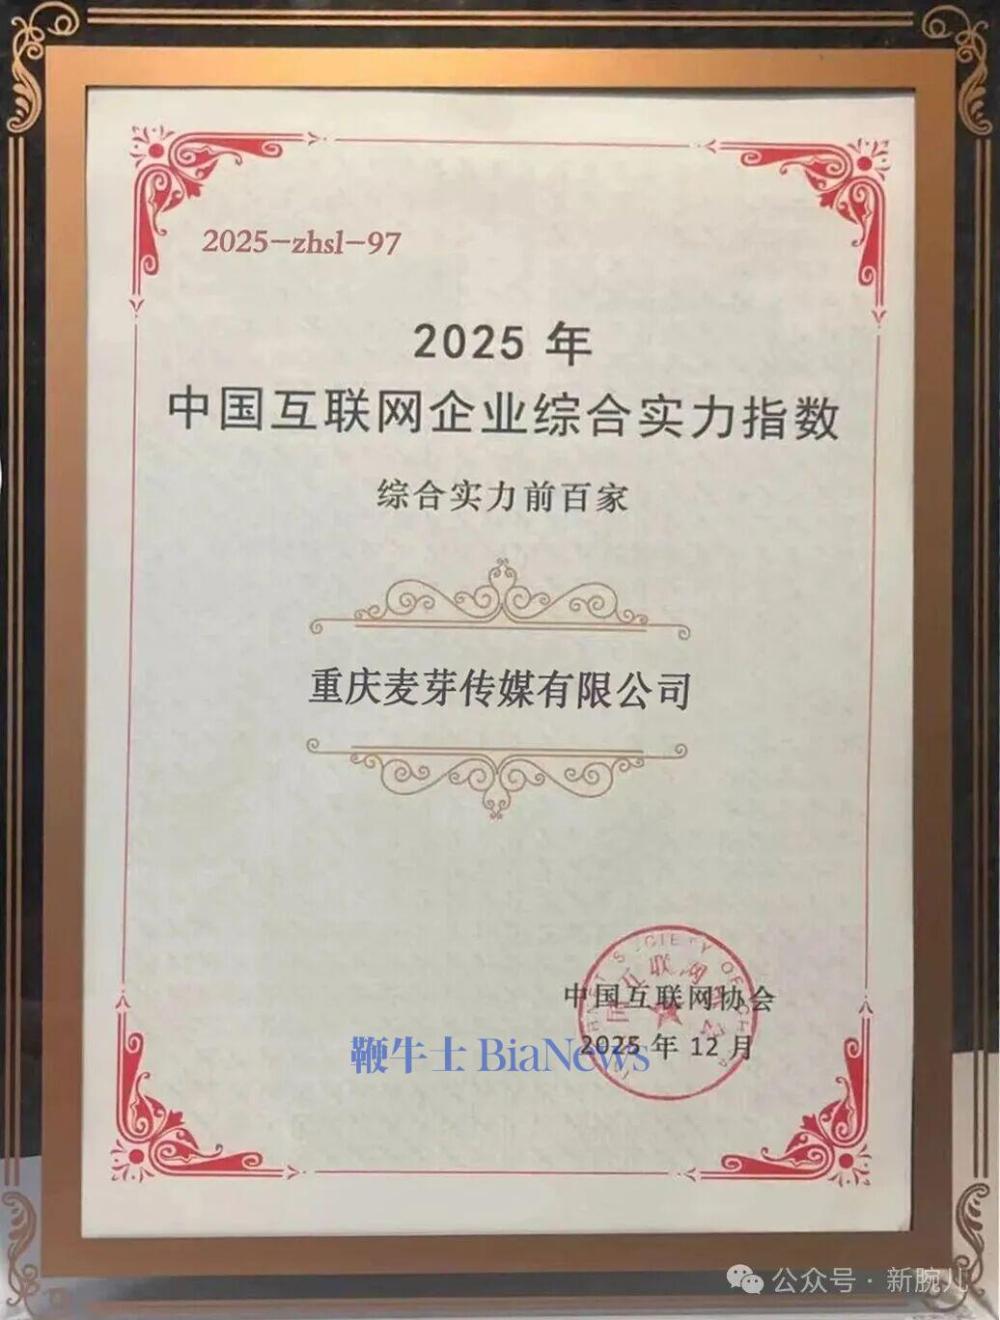 2025-zhsl-97
2025 年
中国互联网企业综合实力指数
综合实力前百家
重庆麦芽传媒有限公司
中国互联网协会
2025 年 12 月
鞭牛士 BiaNews
公众号 · 新腕儿